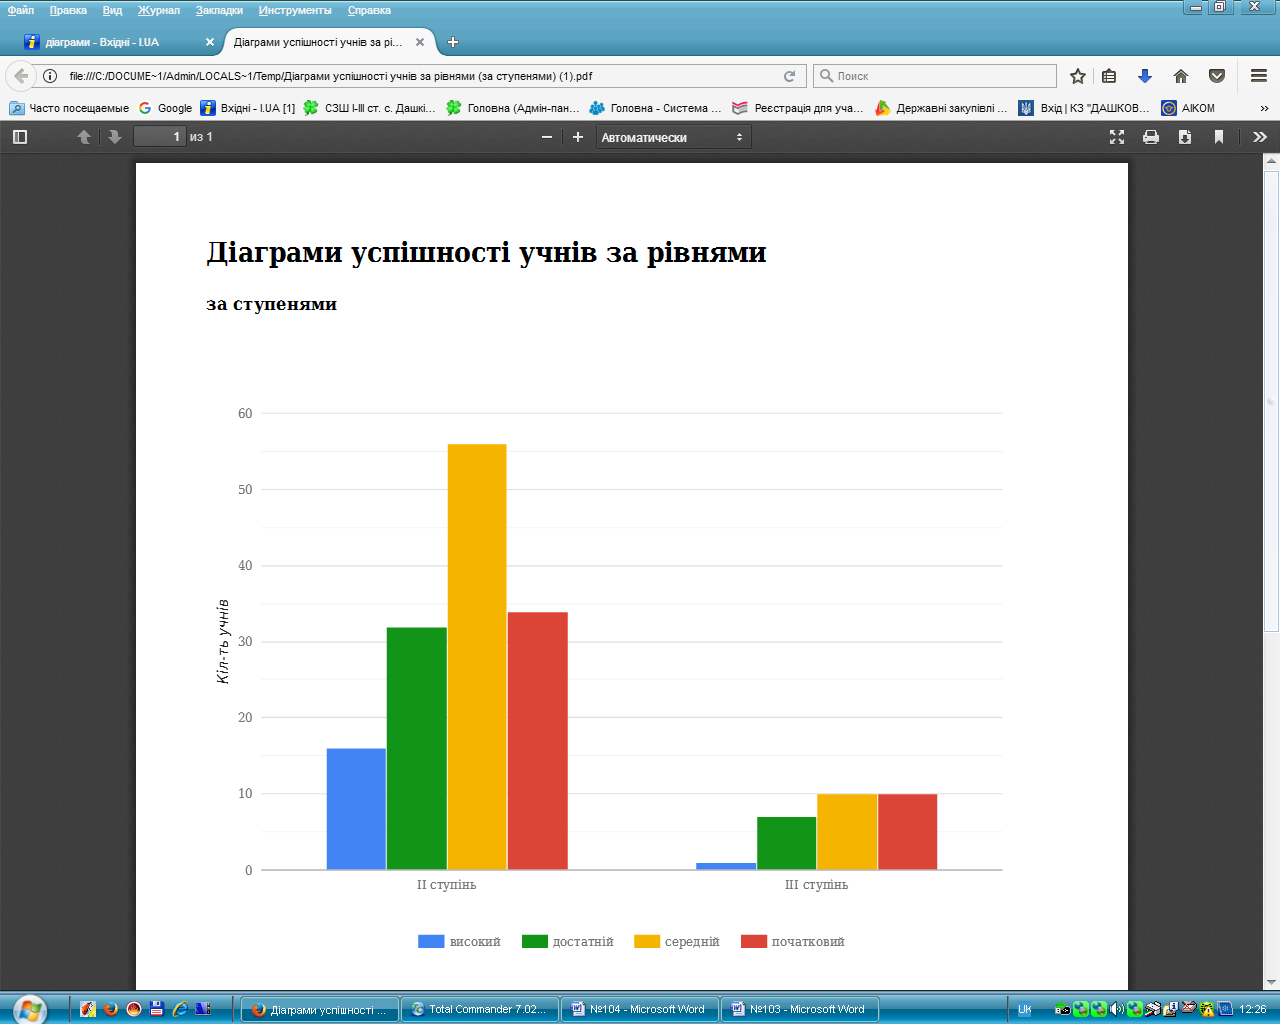 Файл Правка Вид Журнал Закладки Инструменты Справка
діаграми - Вхідні - I.UA Діаграми успішності учнів за рі...
file:///C:/DOCUME~1/Admin/LOCALS~1/Temp/Діаграми успішності учнів за рівнями (за ступенями) (1).pdf Поиск
Часто посещаемые Google Вхідні - I.UA [1] СЗШ І-ІІІ ст. с. Дашкі... Головна (Адмін-пан... Головна - Система ... Реєстрація для уча... Державні закупівлі ... Вхід | КЗ "ДАШКОВ... АІКОМ
1 из 1 Автоматически
Діаграми успішності учнів за рівнями
за ступенями
60
50
40
30
20
10
0
Кіл-ть учнів
ІІ ступінь ІІІ ступінь
високий достатній середній початковий
Діаграми успішності ... Total Commander 7.02... №104 - Microsoft Word №103 - Microsoft Word Uk 12:26